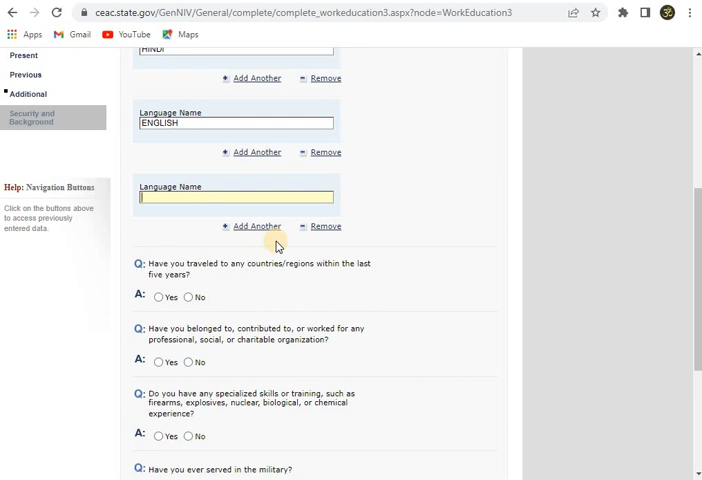 ceac.state.gov/GenNIV/General/complete/complete_workeducation3.aspx?node=WorkEducation3
Apps
Gmail
YouTube
Maps
Present
Previous
Additional
Security and
Background
Help: Navigation Buttons
Click on the buttons above
to access previously
entered data.
HINDI
Add Another
Remove
Language Name
ENGLISH
Add Another
Remove
Language Name
Add Another
Remove
Q: Have you traveled to any countries/regions within the last
five years?
A: Yes No
Q: Have you belonged to, contributed to, or worked for any
professional, social, or charitable organization?
A: Yes No
Q: Do you have any specialized skills or training, such as
firearms, explosives, nuclear, biological, or chemical
experience?
A: Yes No
Q: Have you ever served in the military?